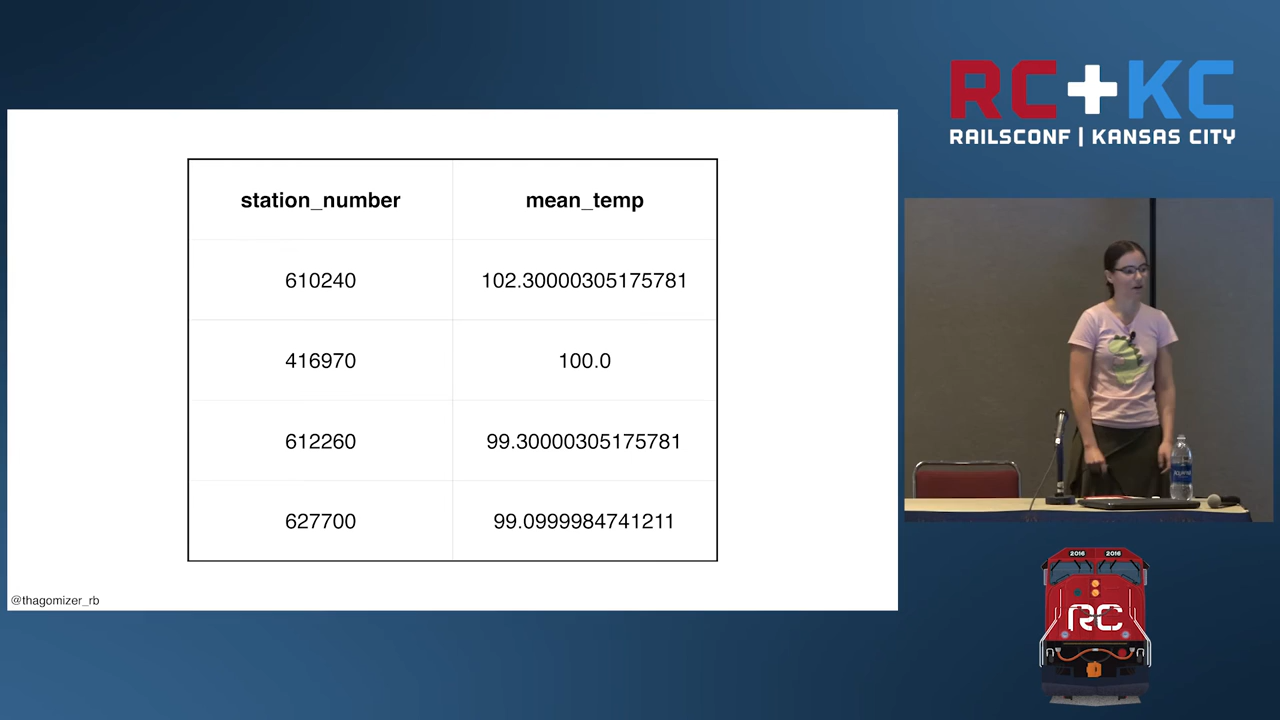 RC+KC
RAILSCONF | KANSAS CITY
station_number mean_temp
610240 102.30000305175781
416970 100.0
612260 99.30000305175781
627700 99.0999984741211
@thagomizer_rb
2016 2016
RC